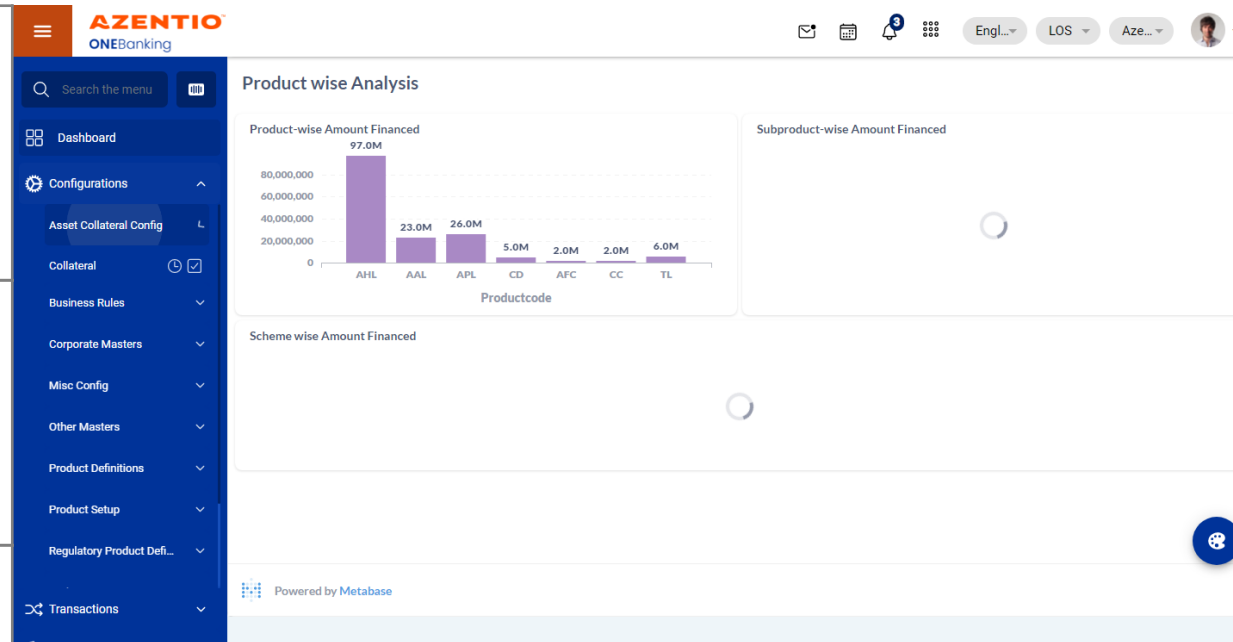 AZENTIO
ONEBanking
3
Engl...
LOS
Aze...
Search the menu
Dashboard
Configurations
Asset Collateral Config
Collateral
Business Rules
Corporate Masters
Misc Config
Other Masters
Product Definitions
Product Setup
Regulatory Product Defi...
Transactions
Product wise Analysis
Product-wise Amount Financed
97.0M
80,000,000
60,000,000
40,000,000
20,000,000
0
23.0M
26.0M
5.0M
2.0M
2.0M
6.0M
AHL
AAL
APL
CD
AFC
CC
TL
Productcode
Subproduct-wise Amount Financed
Scheme wise Amount Financed
Powered by Metabase